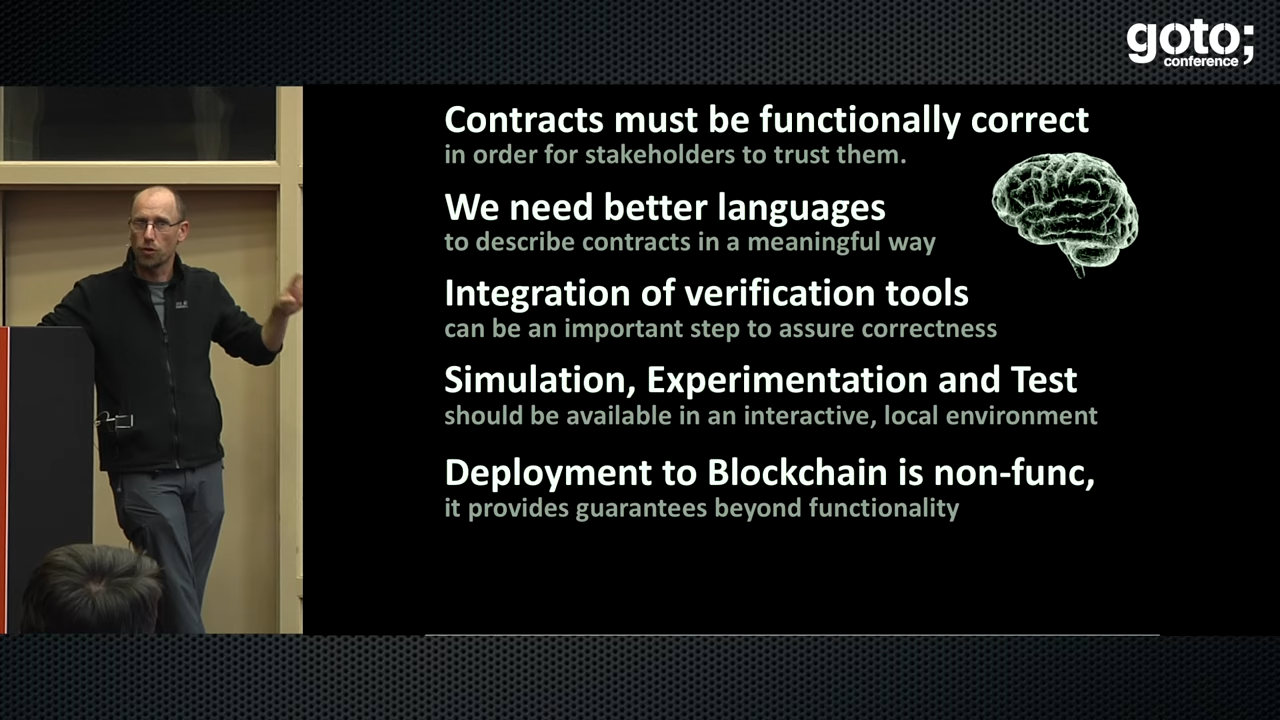 goto;
conference
Contracts must be functionally correct
in order for stakeholders to trust them.
We need better languages
to describe contracts in a meaningful way
Integration of verification tools
can be an important step to assure correctness
Simulation, Experimentation and Test
should be available in an interactive, local environment
Deployment to Blockchain is non-func,
it provides guarantees beyond functionality